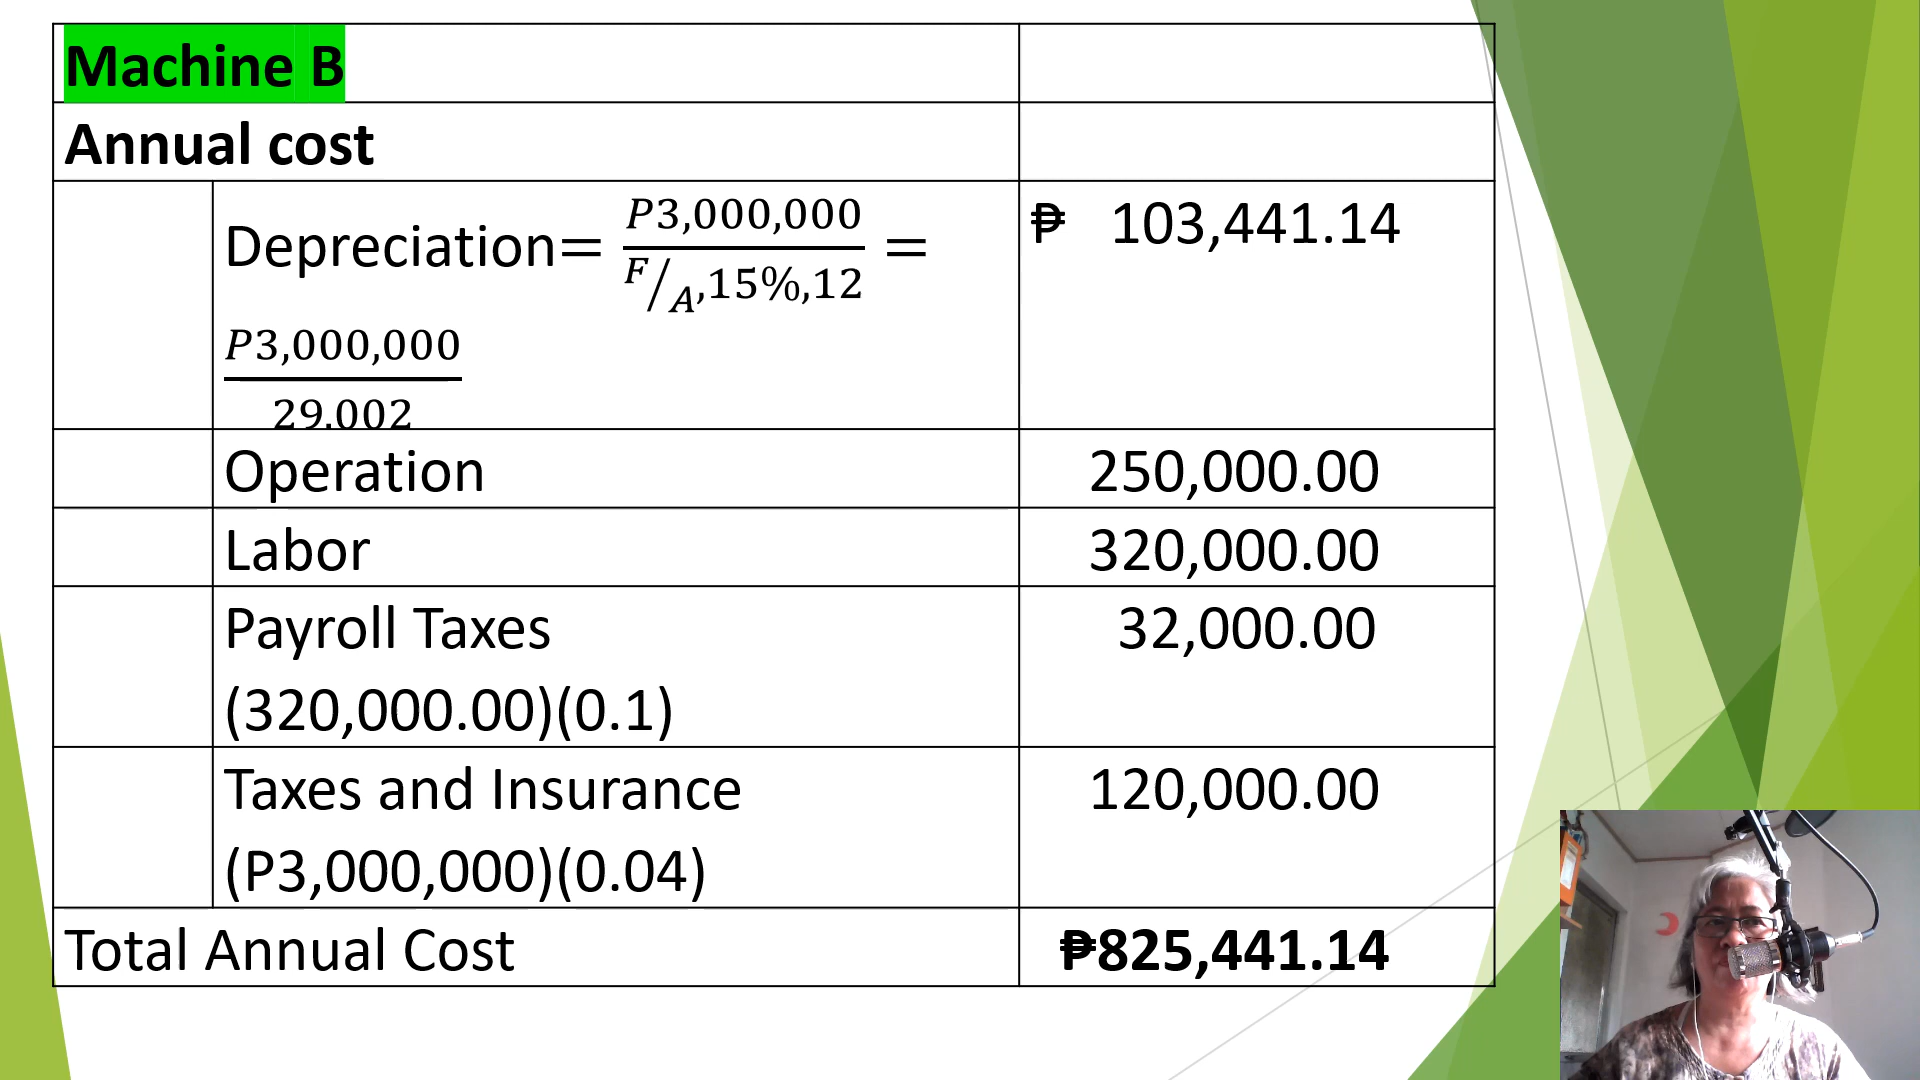 Machine B
Annual cost
Depreciation= P3,000,000 / F/A,15%,12 = ₱ 103,441.14
P3,000,000 / 29.002
Operation 250,000.00
Labor 320,000.00
Payroll Taxes 32,000.00
(320,000.00)(0.1)
Taxes and Insurance 120,000.00
(P3,000,000)(0.04)
Total Annual Cost ₱825,441.14